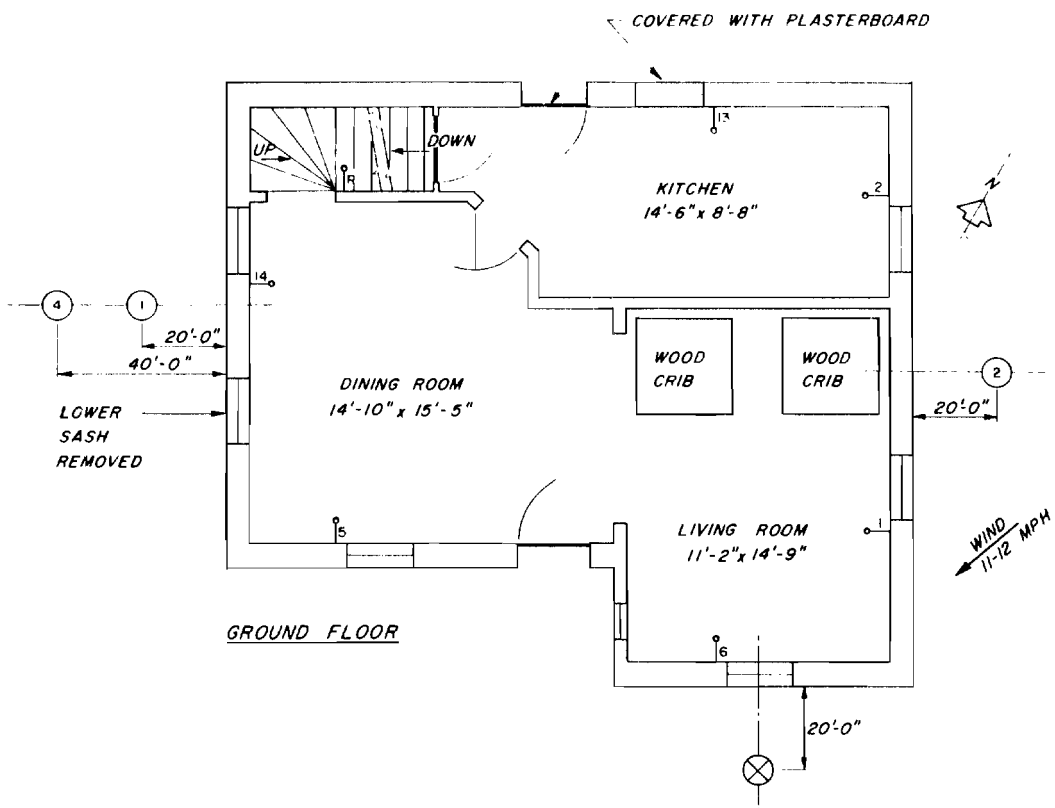 COVERED WITH PLASTERBOARD
13
UP
DOWN
R
KITCHEN
14'-6" x 8'-8"
2
N
14
4
1
20'-0"
40'-0"
DINING ROOM
14'-10" x 15'-5"
WOOD
CRIB
WOOD
CRIB
2
20'-0"
LOWER
SASH
REMOVED
5
LIVING ROOM
11'-2" x 14'-9"
1
WIND
11-12 MPH
GROUND FLOOR
6
20'-0"